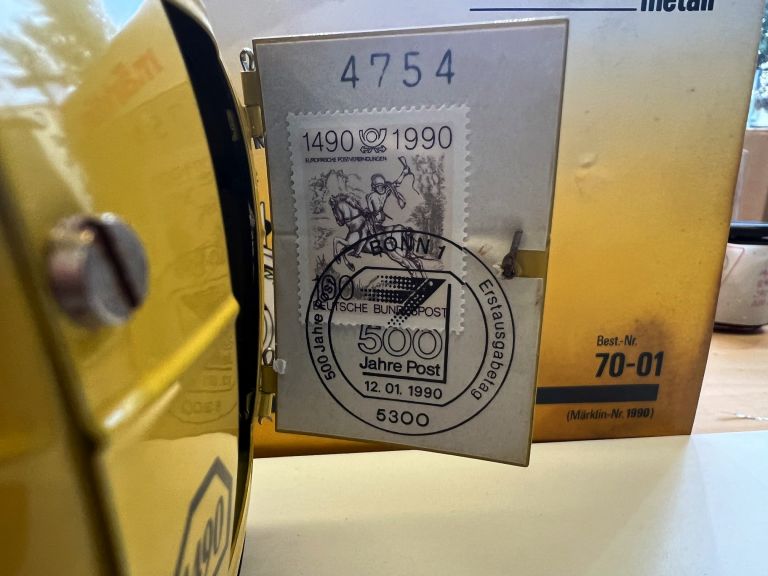 metall
4754
1490 1990
EUROPÄISCHE POSTVERBINDUNGEN
100
DEUTSCHE BUNDESPOST
BONN 1
500 Jahre Post
Erstausgabetag
500
Jahre Post
12.01.1990
5300
Best.-Nr.
70-01
(Märklin-Nr. 1990)
1490